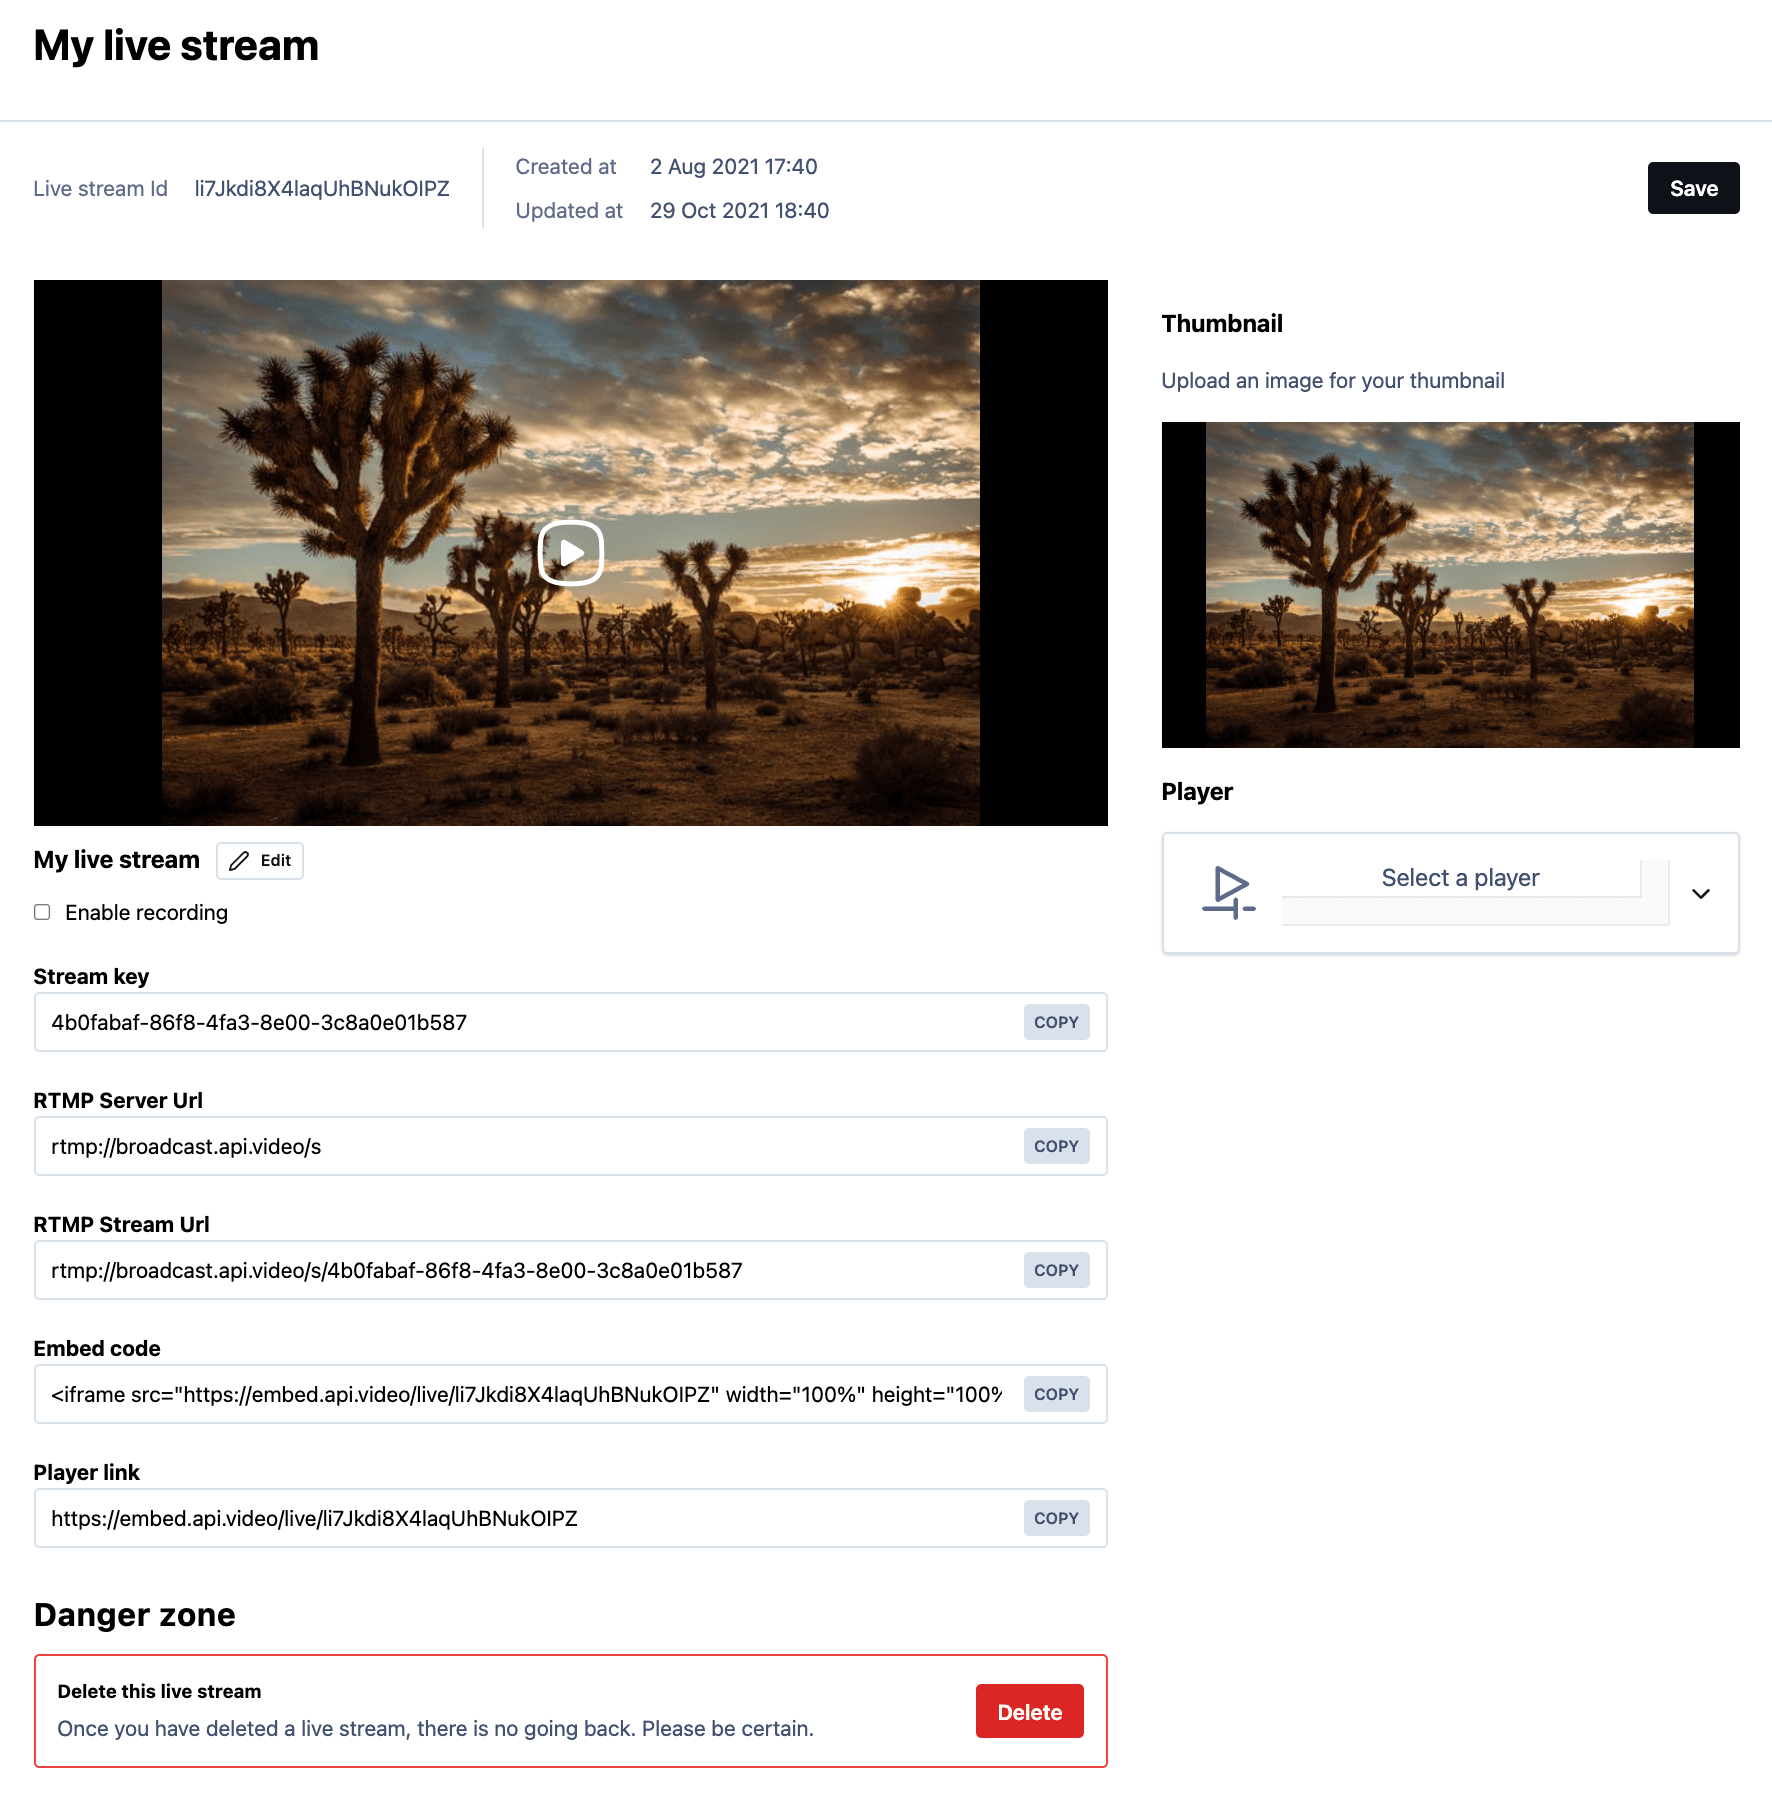 My live stream
Live stream Id li7Jkdi8X4laqUhBNukOIPZ
Created at 2 Aug 2021 17:40
Updated at 29 Oct 2021 18:40
Save
Thumbnail
Upload an image for your thumbnail
Player
Select a player
My live stream
Edit
Enable recording
Stream key
4b0fabaf-86f8-4fa3-8e00-3c8a0e01b587 COPY
RTMP Server Url
rtmp://broadcast.api.video/s COPY
RTMP Stream Url
rtmp://broadcast.api.video/s/4b0fabaf-86f8-4fa3-8e00-3c8a0e01b587 COPY
Embed code
<iframe src="https://embed.api.video/live/li7Jkdi8X4laqUhBNukOIPZ" width="100%" height="100% COPY
Player link
https://embed.api.video/live/li7Jkdi8X4laqUhBNukOIPZ COPY
Danger zone
Delete this live stream
Once you have deleted a live stream, there is no going back. Please be certain.
Delete